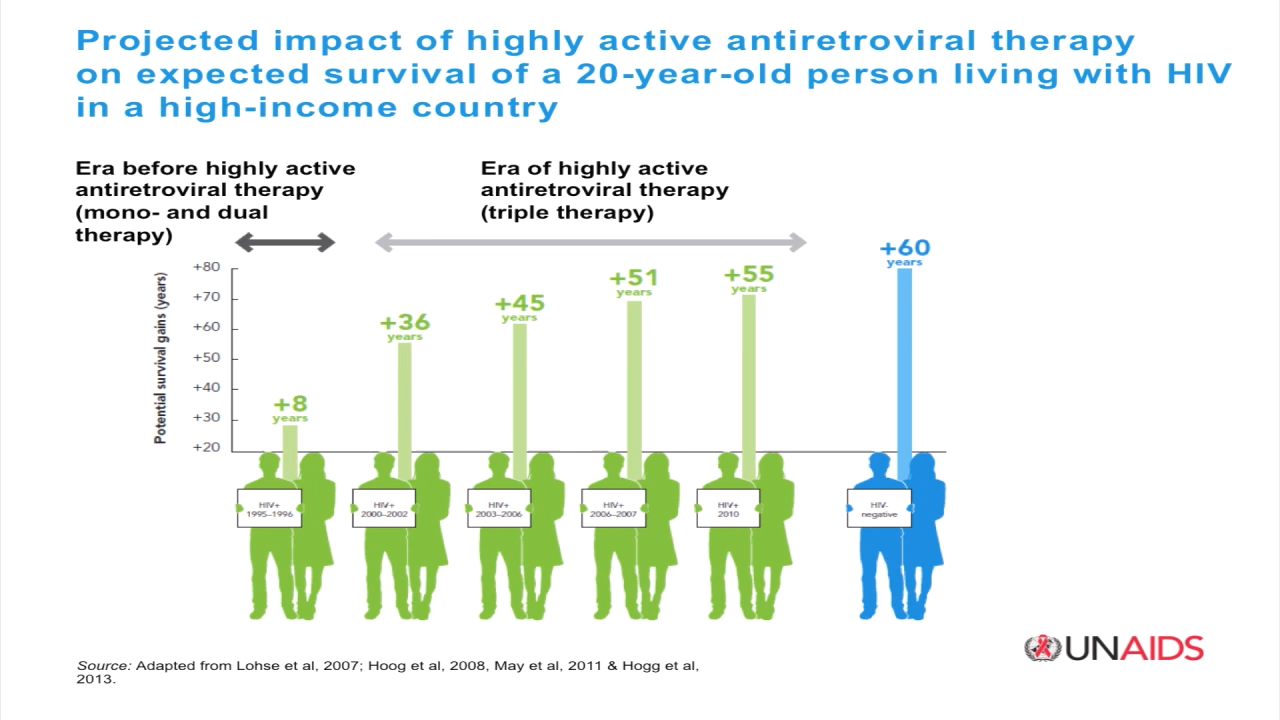 Projected impact of highly active antiretroviral therapy
on expected survival of a 20-year-old person living with HIV
in a high-income country
Era before highly active
antiretroviral therapy
(mono- and dual
therapy)
Era of highly active
antiretroviral therapy
(triple therapy)
Potential survival gains (years)
+80
+70
+60
+50
+40
+30
+20
+8
years
+36
years
+45
years
+51
years
+55
years
+60
years
HIV+
1995–1996
HIV+
2000–2002
HIV+
2003–2006
HIV+
2006–2007
HIV+
2010
HIV-
negative
Source: Adapted from Lohse et al, 2007; Hoog et al, 2008, May et al, 2011 & Hogg et al,
2013.
UNAIDS